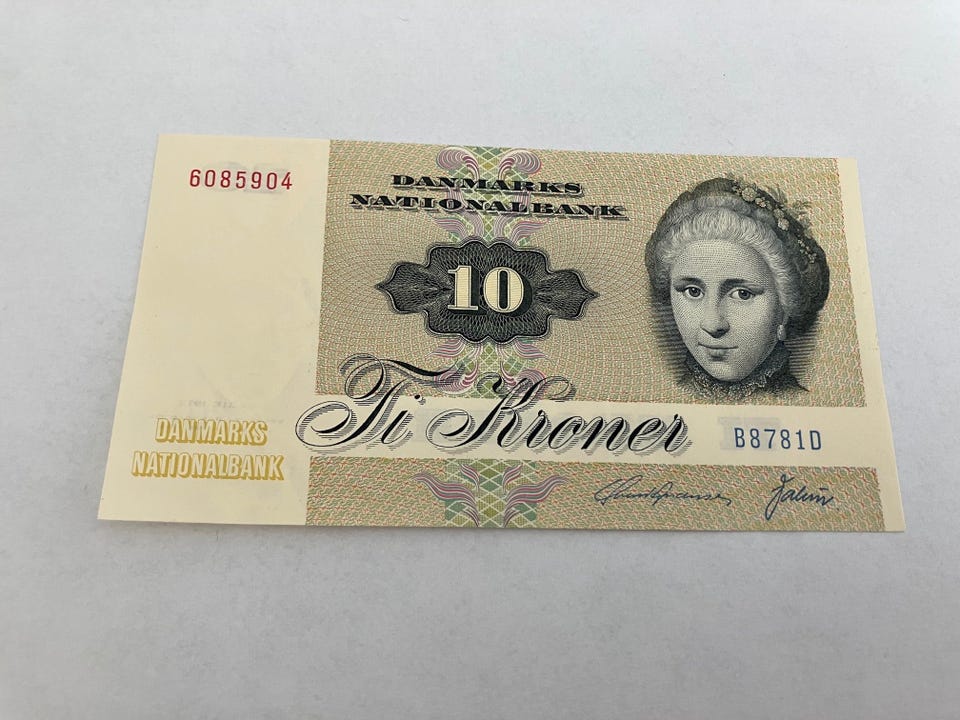 6085904
DANMARKS
NATIONALBANK
10
Ti Kroner
DANMARKS
NATIONALBANK
B8781D